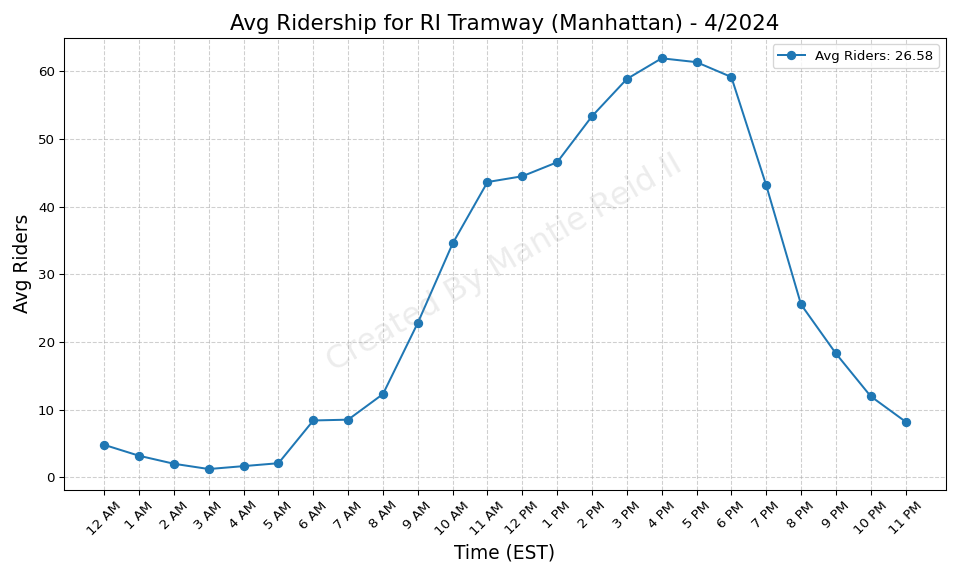 Avg Ridership for RI Tramway (Manhattan) - 4/2024
Avg Riders: 26.58
60
50
40
30
20
10
0
Avg Riders
Created By Mantie Reid II
12 AM
1 AM
2 AM
3 AM
4 AM
5 AM
6 AM
7 AM
8 AM
9 AM
10 AM
11 AM
12 PM
1 PM
2 PM
3 PM
4 PM
5 PM
6 PM
7 PM
8 PM
9 PM
10 PM
11 PM
Time (EST)